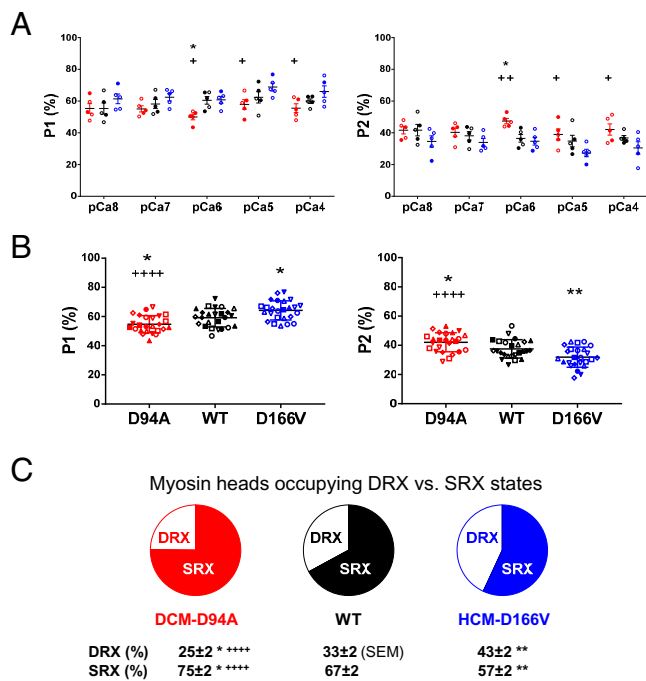 A
P1 (%)
100
80
60
40
20
0
*
+
+
+
pCa8 pCa7 pCa6 pCa5 pCa4
P2 (%)
100
80
60
40
20
0
*
++
+
+
pCa8 pCa7 pCa6 pCa5 pCa4
B
P1 (%)
100
80
60
40
20
0
*
++++
*
D94A WT D166V
P2 (%)
100
80
60
40
20
0
*
++++
**
D94A WT D166V
C
Myosin heads occupying DRX vs. SRX states
DRX SRX DRX SRX DRX SRX
DCM-D94A WT HCM-D166V
DRX (%) 25±2 * ++++ 33±2 (SEM) 43±2 **
SRX (%) 75±2 * ++++ 67±2 57±2 **